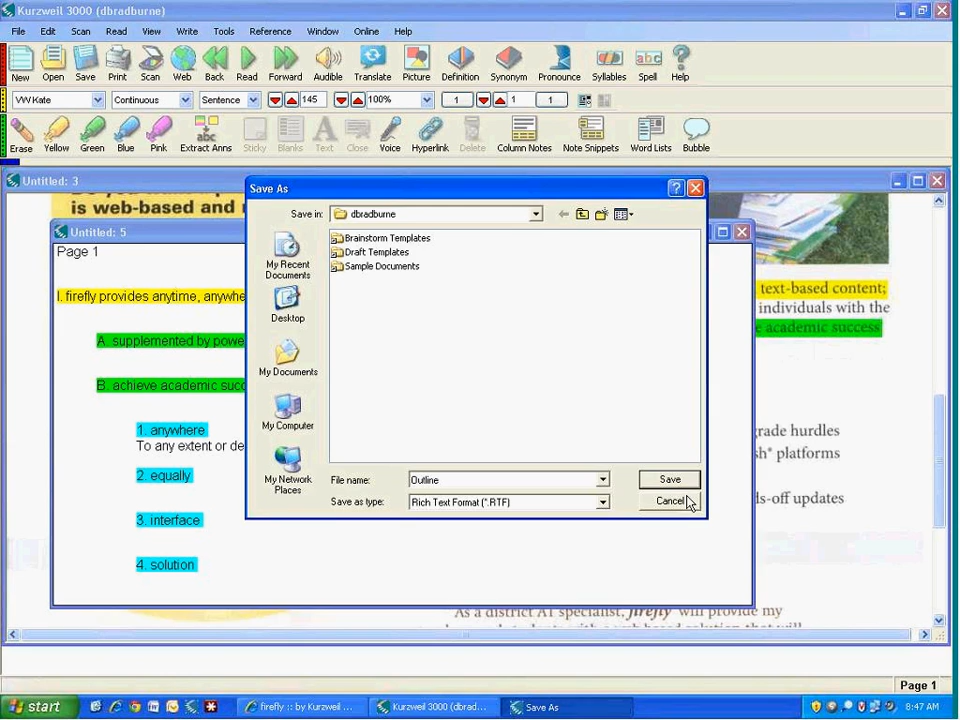 Kurzweil 3000 (dbradburne)
File Edit Scan Read View Write Tools Reference Window Online Help
New Open Save Print Scan Web Back Read Forward Audible Translate Picture Definition Synonym Pronounce Syllables Spell Help
VW Kate Continuous Sentence 145 100% 1 1 1
Erase Yellow Green Blue Pink Extract Anns Sticky Blanks Text Close Voice Hyperlink Delete Column Notes Note Snippets Word Lists Bubble
Untitled: 3
is web-based and
Untitled: 5
Page 1
I. firefly provides anytime, anywhe
A. supplemented by powe
B. achieve academic succ
1. anywhere
To any extent or de
2. equally
3. interface
4. solution
Save As
Save in: dbradburne
My Recent Documents
Desktop
My Documents
My Computer
My Network Places
Brainstorm Templates
Draft Templates
Sample Documents
File name: Outline Save
Save as type: Rich Text Format (*.RTF) Cancel
text-based content;
individuals with the
e academic success
grade hurdles
sh* platforms
ds-off updates
As a district AT specialist, firefly will provide my
Page 1
start firefly :: by Kurzweil ... Kurzweil 3000 (dbrad... Save As 8:47 AM